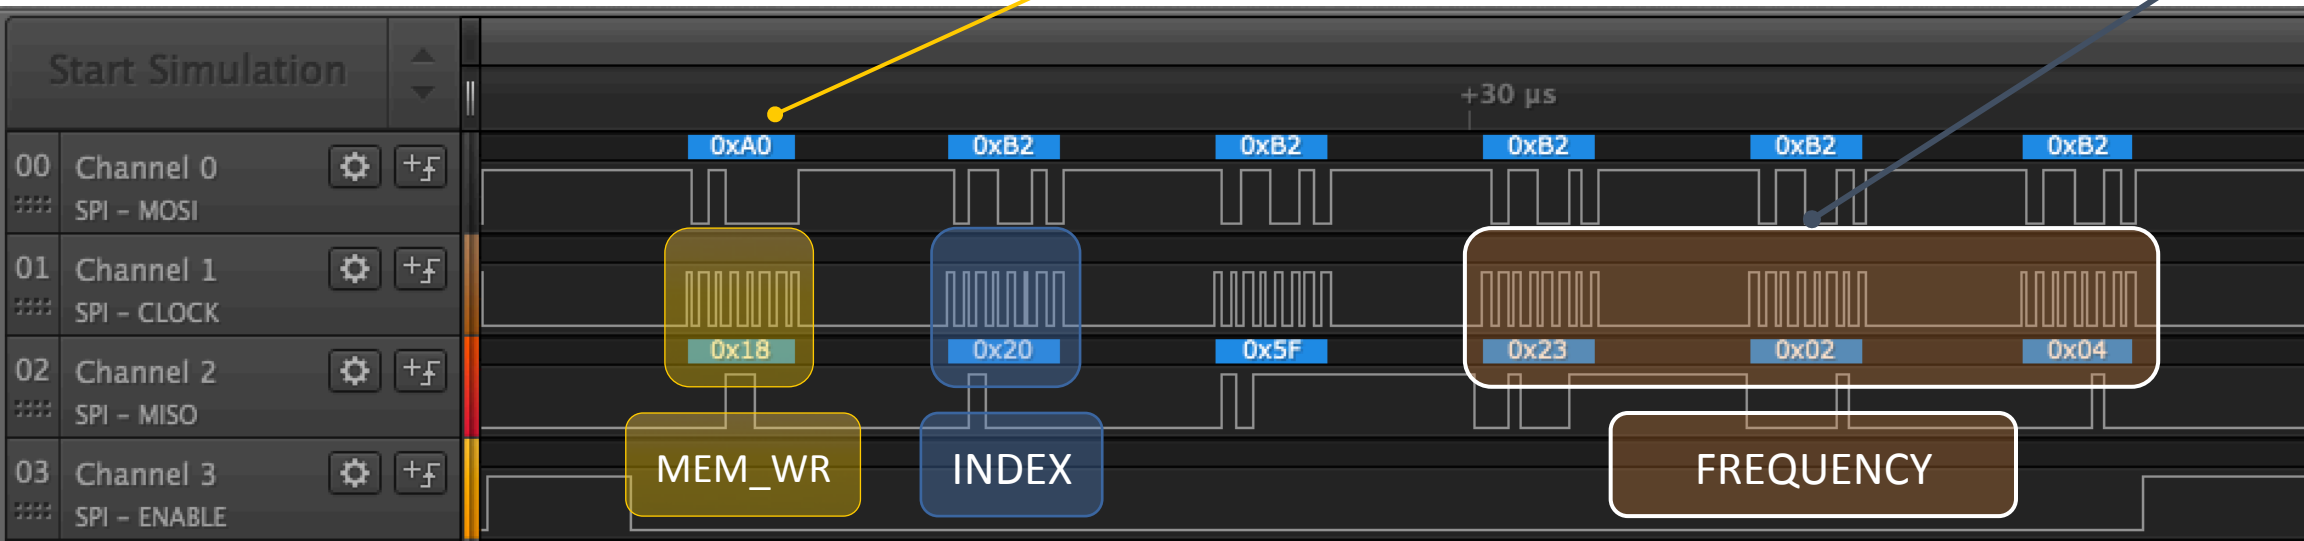 Start Simulation
+30 µs
00 Channel 0
SPI – MOSI
0xA0 0xB2 0xB2 0xB2 0xB2 0xB2
01 Channel 1
SPI – CLOCK
02 Channel 2
SPI – MISO
0x18 0x20 0x5F 0x23 0x02 0x04
03 Channel 3
SPI – ENABLE
MEM_WR INDEX FREQUENCY